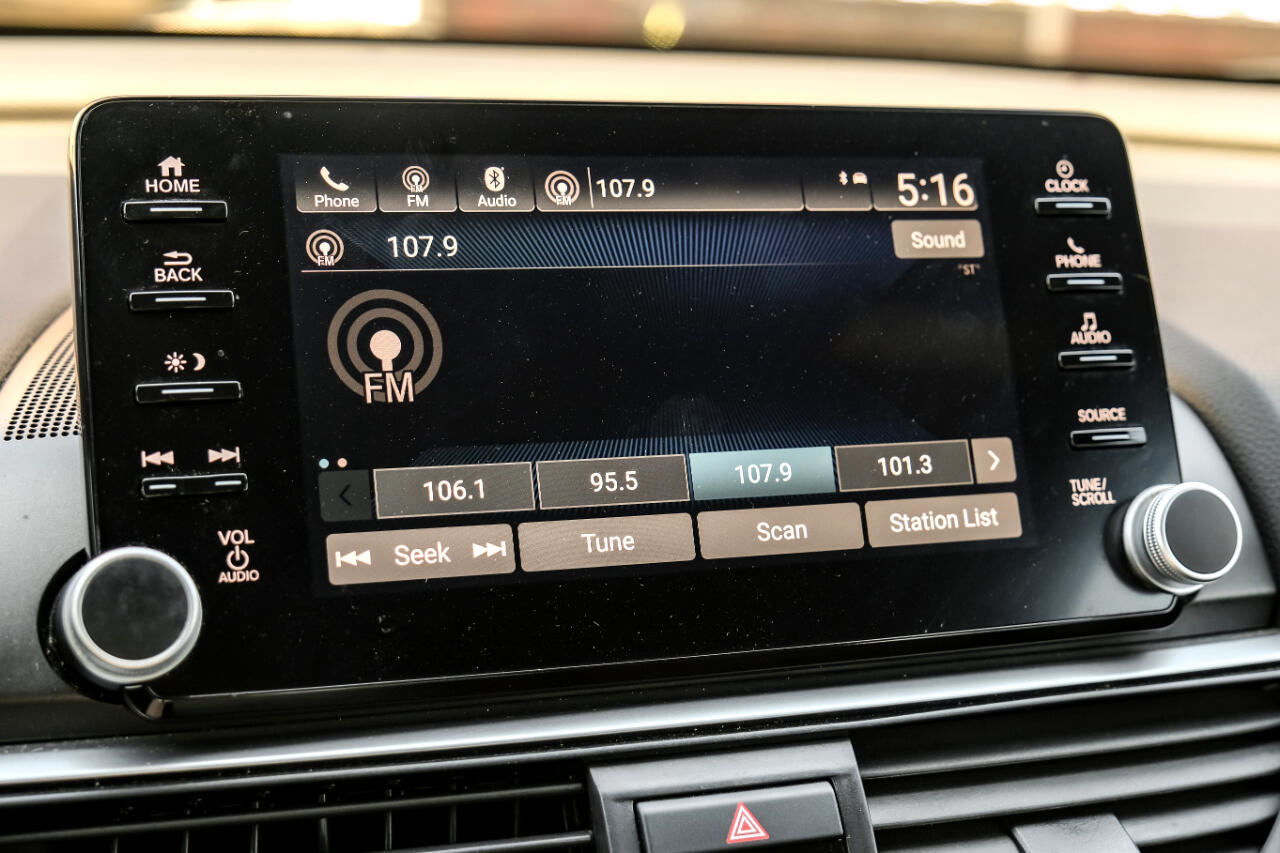 HOME
BACK
VOL
AUDIO
Phone
FM
Audio
FM
107.9
5:16
FM
107.9
Sound
"ST"
FM
106.1
95.5
107.9
101.3
Seek
Tune
Scan
Station List
CLOCK
PHONE
AUDIO
SOURCE
TUNE/
SCROLL